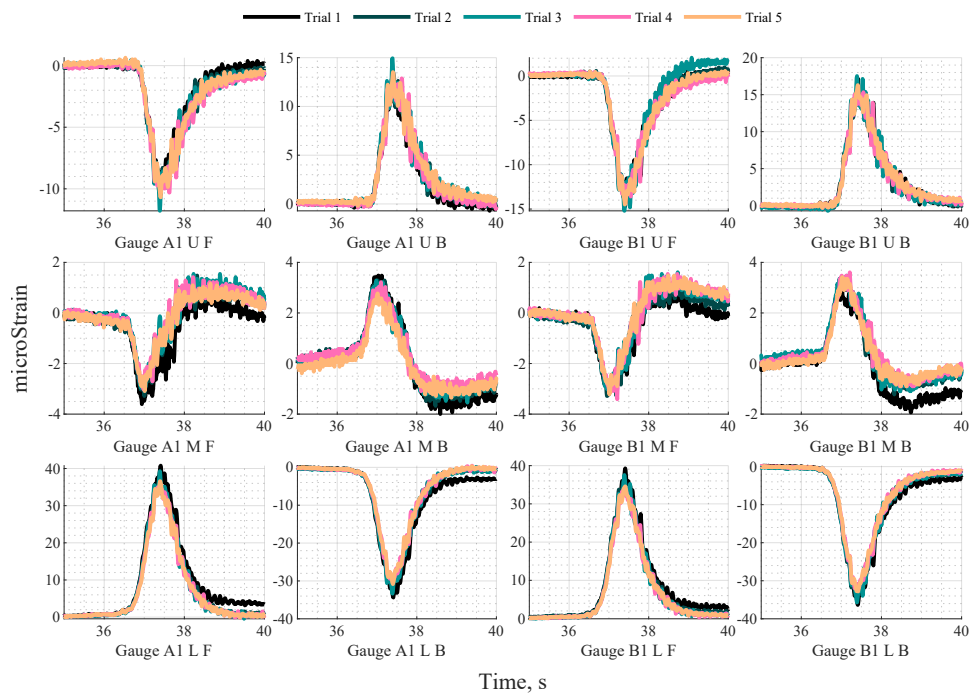 Trial 1 Trial 2 Trial 3 Trial 4 Trial 5
0 15 0 15
-5 10 -5 10
-10 5 -10 5
0 -15 0
36 38 40 36 38 40 36 38 40 36 38 40
Gauge A1 U F Gauge A1 U B Gauge B1 U F Gauge B1 U B
microStrain
2 4 2 4
0 2 0 2
-2 0 -2 0
-4 -2 -4 -2
36 38 40 36 38 40 36 38 40 36 38 40
Gauge A1 M F Gauge A1 M B Gauge B1 M F Gauge B1 M B
40 0 40 0
30 -10 30 -10
20 -20 20 -20
10 -30 10 -30
0 -40 0 -40
36 38 40 36 38 40 36 38 40 36 38 40
Gauge A1 L F Gauge A1 L B Gauge B1 L F Gauge B1 L B
Time, s